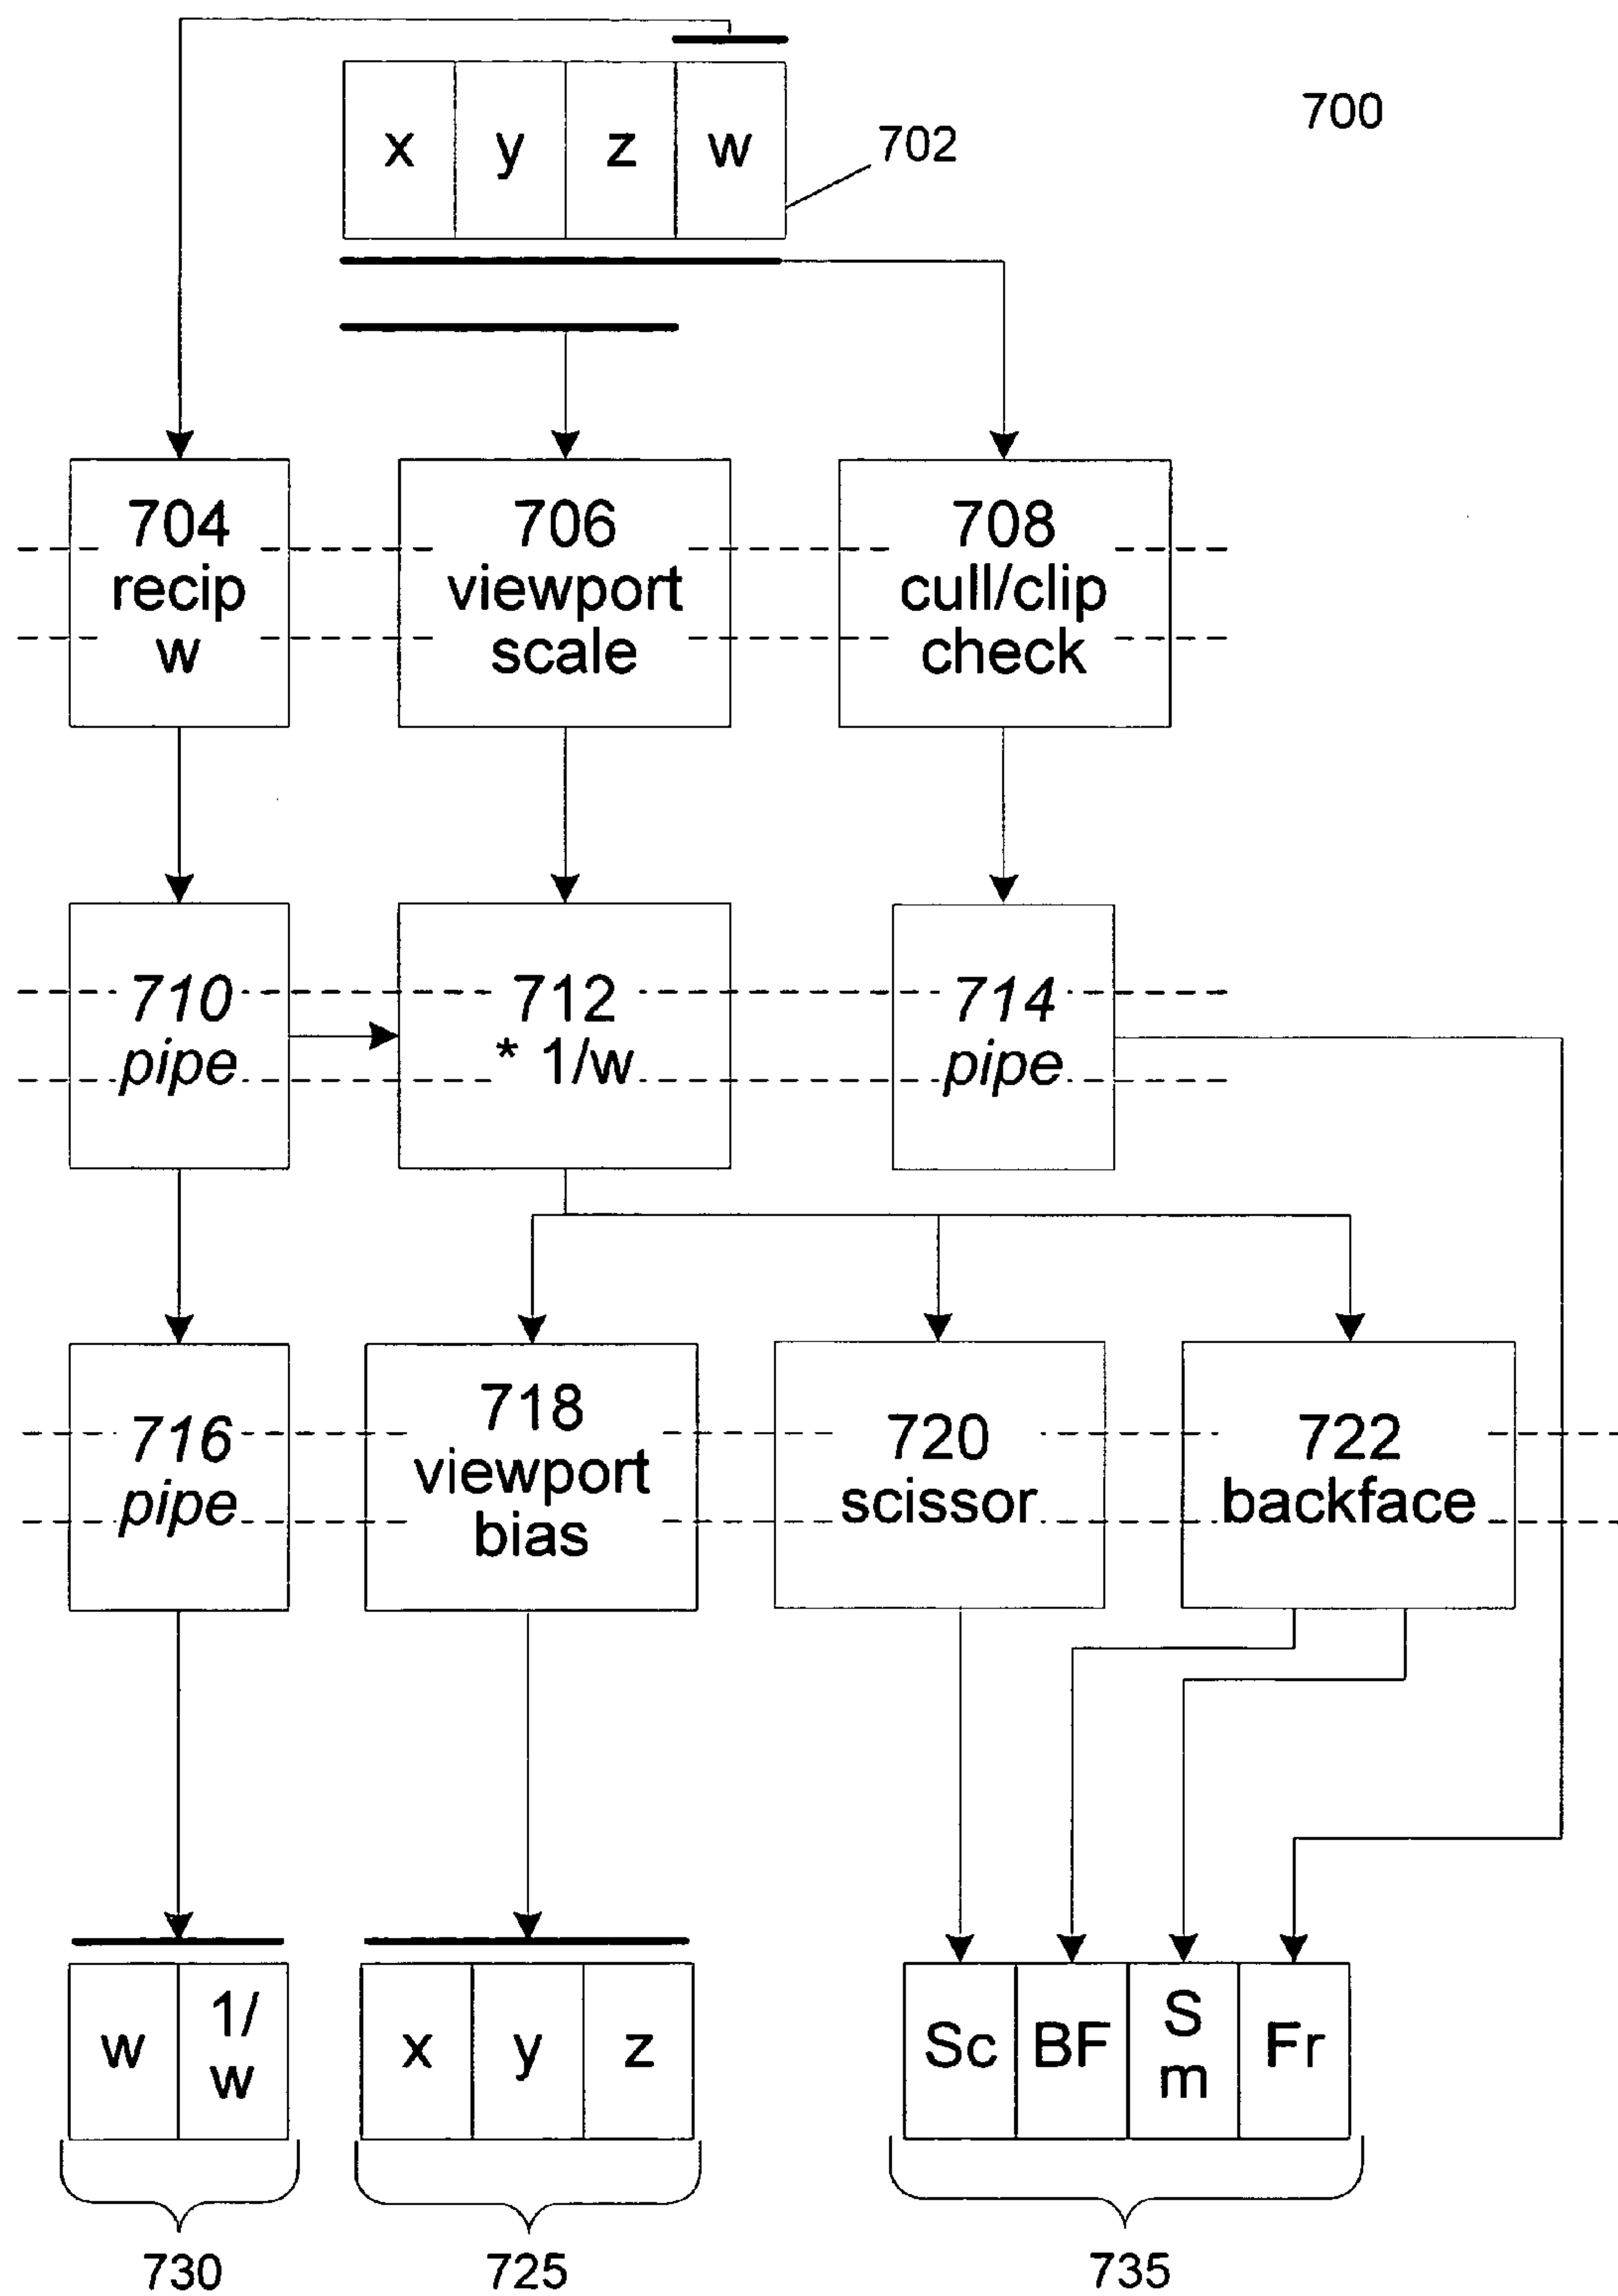 700
x y z w
702
704 recip w
706 viewport scale
708 cull/clip check
710 pipe
712 * 1/w
714 pipe
716 pipe
718 viewport bias
720 scissor
722 backface
w 1/w
x y z
Sc BF Sm Fr
730
725
735